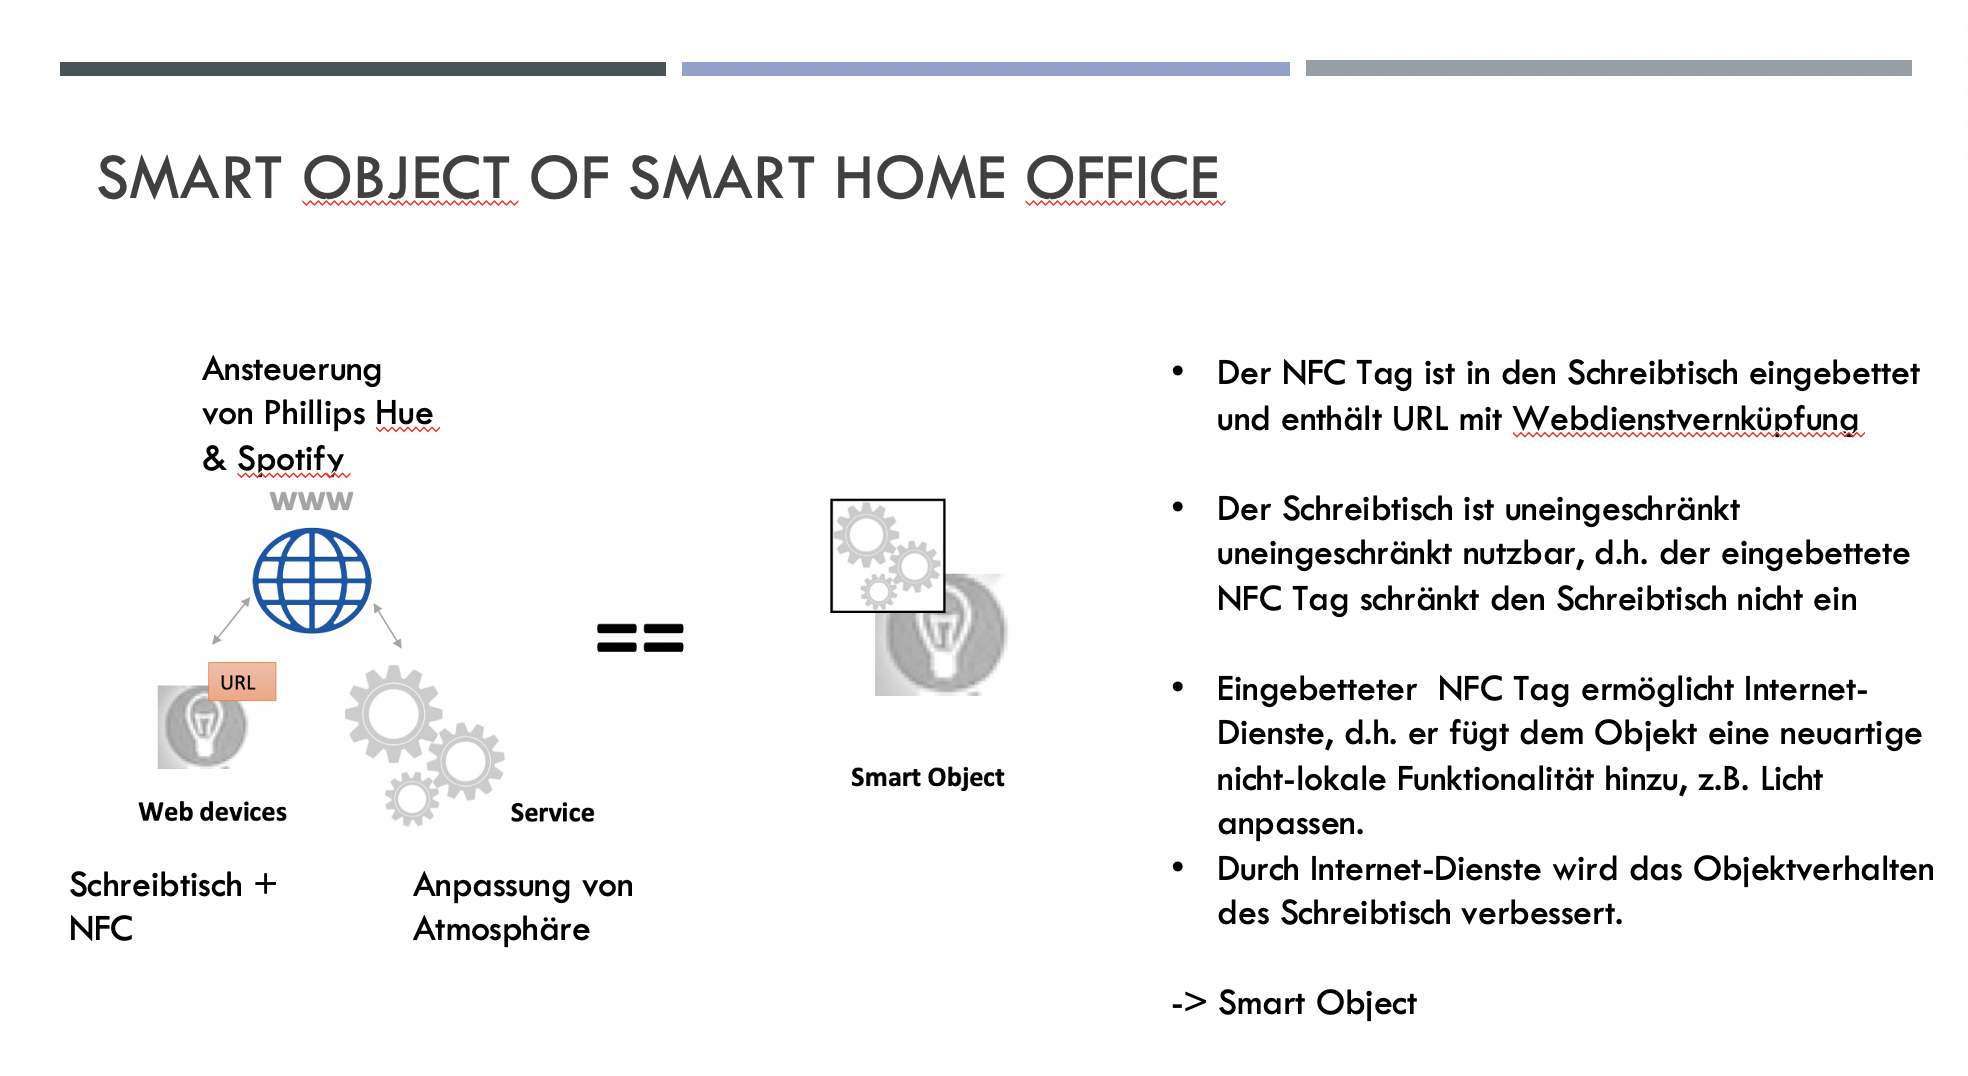 SMART OBJECT OF SMART HOME OFFICE
Ansteuerung
von Phillips Hue
& Spotify
www
URL
Web devices
Service
Schreibtisch +
NFC
Anpassung von
Atmosphäre
==
Smart Object
• Der NFC Tag ist in den Schreibtisch eingebettet
und enthält URL mit Webdienstvernküpfung
• Der Schreibtisch ist uneingeschränkt
uneingeschränkt nutzbar, d.h. der eingebettete
NFC Tag schränkt den Schreibtisch nicht ein
• Eingebetteter NFC Tag ermöglicht Internet-
Dienste, d.h. er fügt dem Objekt eine neuartige
nicht-lokale Funktionalität hinzu, z.B. Licht
anpassen.
• Durch Internet-Dienste wird das Objektverhalten
des Schreibtisch verbessert.
-> Smart Object